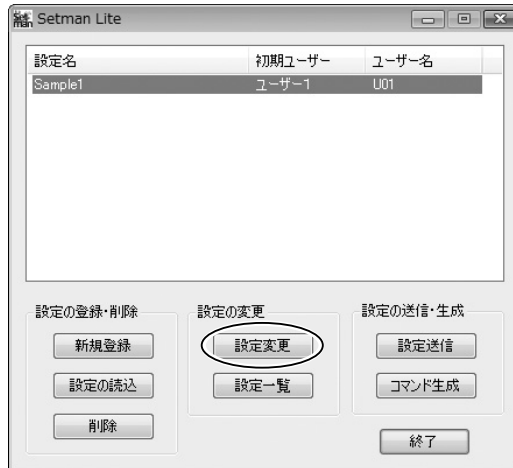 Setman Lite
設定名 初期ユーザー ユーザー名
Sample1 ユーザー1 U01
設定の登録・削除
新規登録
設定の読込
削除
設定の変更
設定変更
設定一覧
設定の送信・生成
設定送信
コマンド生成
終了